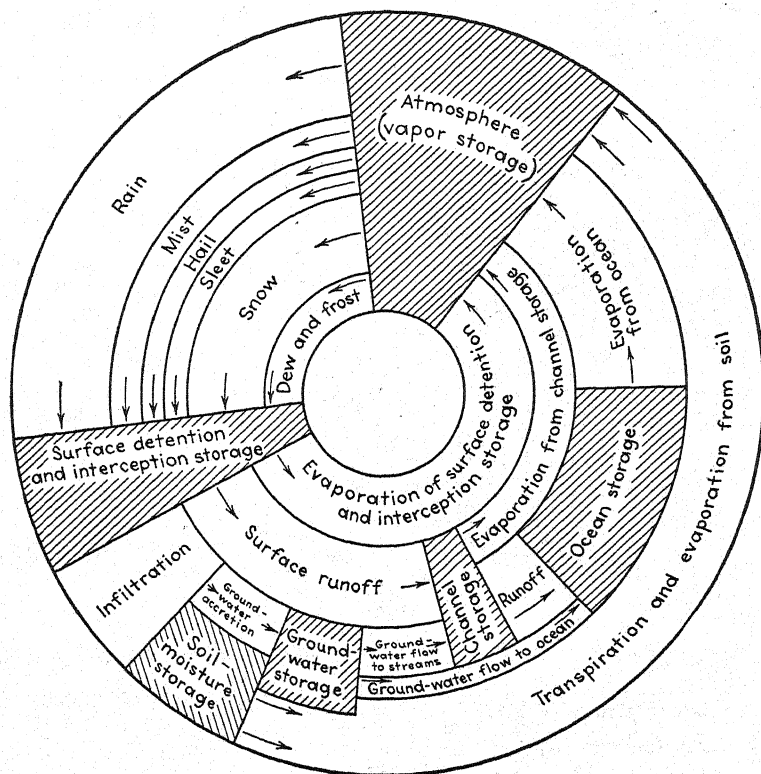 Atmosphere
(vapor storage)
Rain
Mist
Hail
Sleet
Snow
Dew and frost
Evaporation
from ocean
Evaporation from channel storage
Evaporation of surface detention
and interception storage
Transpiration and evaporation from soil
Ocean storage
Surface detention
and interception storage
Infiltration
Surface runoff
Ground-
water
accretion
Soil-
moisture
storage
Ground-
water
storage
Ground-
water flow
to streams
Channel
storage
Runoff
Ground-water flow to ocean